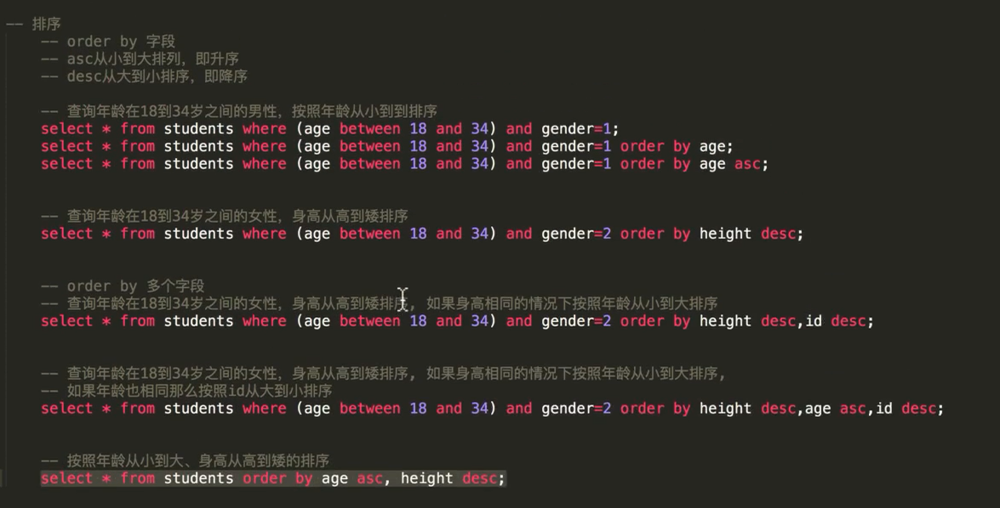 -- 排序
-- order by 字段
-- asc从小到大排列，即升序
-- desc从大到小排序，即降序
-- 查询年龄在18到34岁之间的男性，按照年龄从小到到排序
select * from students where (age between 18 and 34) and gender=1;
select * from students where (age between 18 and 34) and gender=1 order by age;
select * from students where (age between 18 and 34) and gender=1 order by age asc;
-- 查询年龄在18到34岁之间的女性，身高从高到矮排序
select * from students where (age between 18 and 34) and gender=2 order by height desc;
-- order by 多个字段
-- 查询年龄在18到34岁之间的女性，身高从高到矮排序, 如果身高相同的情况下按照年龄从小到大排序
select * from students where (age between 18 and 34) and gender=2 order by height desc,id desc;
-- 查询年龄在18到34岁之间的女性，身高从高到矮排序, 如果身高相同的情况下按照年龄从小到大排序,
-- 如果年龄也相同那么按照id从大到小排序
select * from students where (age between 18 and 34) and gender=2 order by height desc,age asc,id desc;
-- 按照年龄从小到大、身高从高到矮的排序
select * from students order by age asc, height desc;